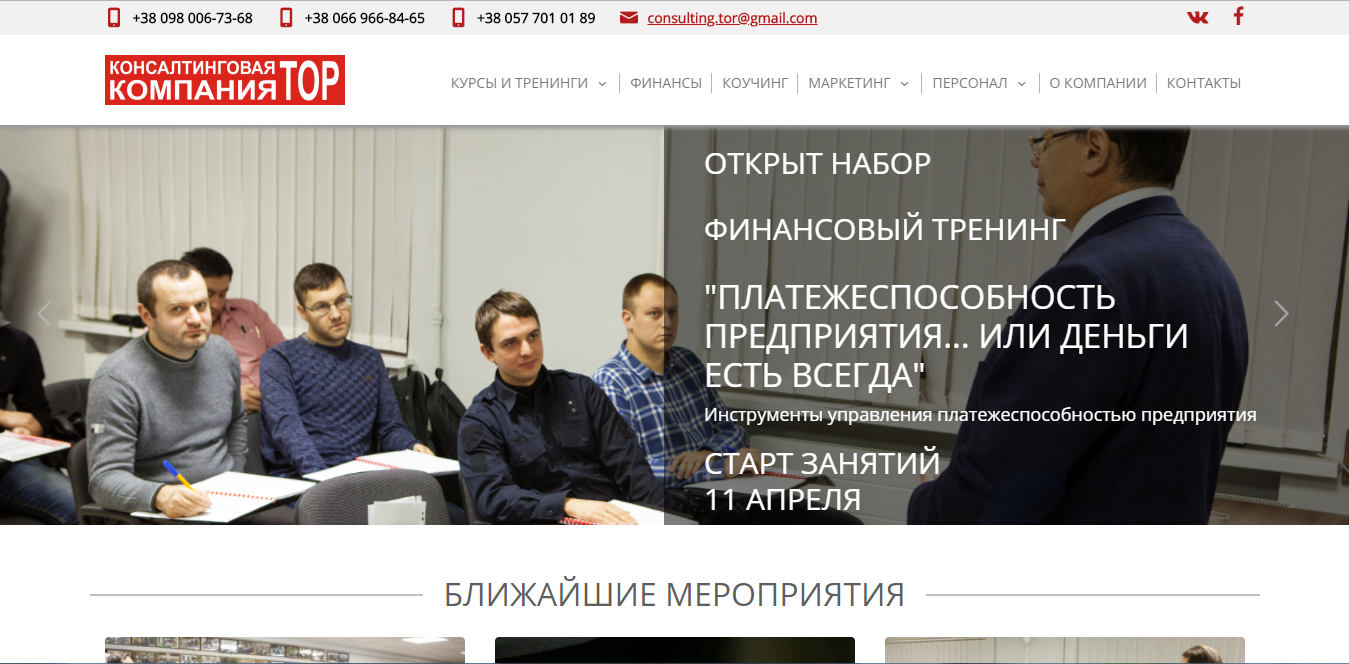 +38 098 006-73-68
+38 066 966-84-65
+38 057 701 01 89
consulting.tor@gmail.com
КОНСАЛТИНГОВАЯ
КОМПАНИЯ ТОР
КУРСЫ И ТРЕНИНГИ
ФИНАНСЫ
КОУЧИНГ
МАРКЕТИНГ
ПЕРСОНАЛ
О КОМПАНИИ
КОНТАКТЫ
ОТКРЫТ НАБОР
ФИНАНСОВЫЙ ТРЕНИНГ
"ПЛАТЕЖЕСПОСОБНОСТЬ
ПРЕДПРИЯТИЯ... ИЛИ ДЕНЬГИ
ЕСТЬ ВСЕГДА"
Инструменты управления платежеспособностью предприятия
СТАРТ ЗАНЯТИЙ
11 АПРЕЛЯ
БЛИЖАЙШИЕ МЕРОПРИЯТИЯ